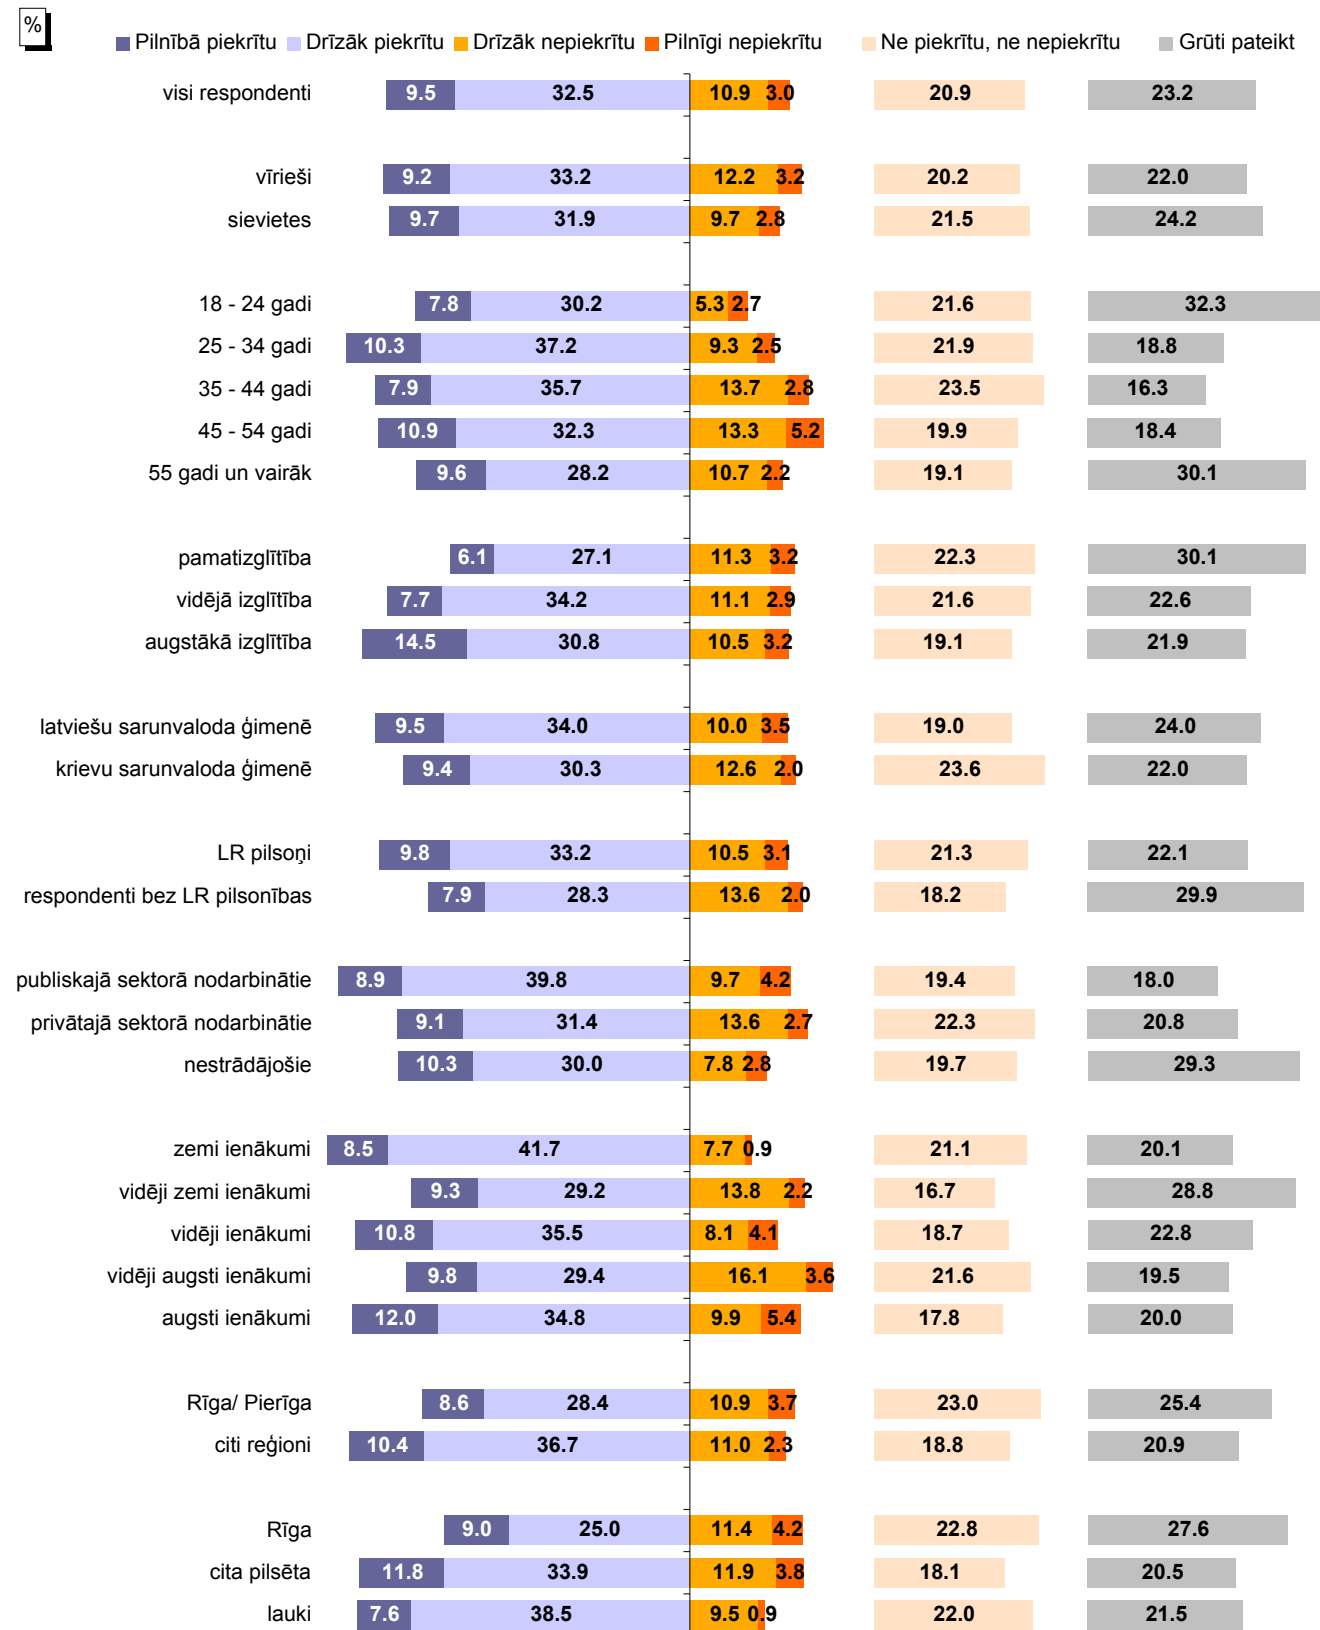 %
Pilnībā piekrītu Drīzāk piekrītu Drīzāk nepiekrītu Pilnīgi nepiekrītu Ne piekrītu, ne nepiekrītu Grūti pateikt
visi respondenti 9.5 32.5 10.9 3.0 20.9 23.2
vīrieši 9.2 33.2 12.2 3.2 20.2 22.0
sievietes 9.7 31.9 9.7 2.8 21.5 24.2
18 - 24 gadi 7.8 30.2 5.3 2.7 21.6 32.3
25 - 34 gadi 10.3 37.2 9.3 2.5 21.9 18.8
35 - 44 gadi 7.9 35.7 13.7 2.8 23.5 16.3
45 - 54 gadi 10.9 32.3 13.3 5.2 19.9 18.4
55 gadi un vairāk 9.6 28.2 10.7 2.2 19.1 30.1
pamatizglītība 6.1 27.1 11.3 3.2 22.3 30.1
vidējā izglītība 7.7 34.2 11.1 2.9 21.6 22.6
augstākā izglītība 14.5 30.8 10.5 3.2 19.1 21.9
latviešu sarunvaloda ģimenē 9.5 34.0 10.0 3.5 19.0 24.0
krievu sarunvaloda ģimenē 9.4 30.3 12.6 2.0 23.6 22.0
LR pilsoņi 9.8 33.2 10.5 3.1 21.3 22.1
respondenti bez LR pilsonības 7.9 28.3 13.6 2.0 18.2 29.9
publiskajā sektorā nodarbinātie 8.9 39.8 9.7 4.2 19.4 18.0
privātajā sektorā nodarbinātie 9.1 31.4 13.6 2.7 22.3 20.8
nestrādājošie 10.3 30.0 7.8 2.8 19.7 29.3
zemi ienākumi 8.5 41.7 7.7 0.9 21.1 20.1
vidēji zemi ienākumi 9.3 29.2 13.8 2.2 16.7 28.8
vidēji ienākumi 10.8 35.5 8.1 4.1 18.7 22.8
vidēji augsti ienākumi 9.8 29.4 16.1 3.6 21.6 19.5
augsti ienākumi 12.0 34.8 9.9 5.4 17.8 20.0
Rīga/ Pierīga 8.6 28.4 10.9 3.7 23.0 25.4
citi reģioni 10.4 36.7 11.0 2.3 18.8 20.9
Rīga 9.0 25.0 11.4 4.2 22.8 27.6
cita pilsēta 11.8 33.9 11.9 3.8 18.1 20.5
lauki 7.6 38.5 9.5 0.9 22.0 21.5